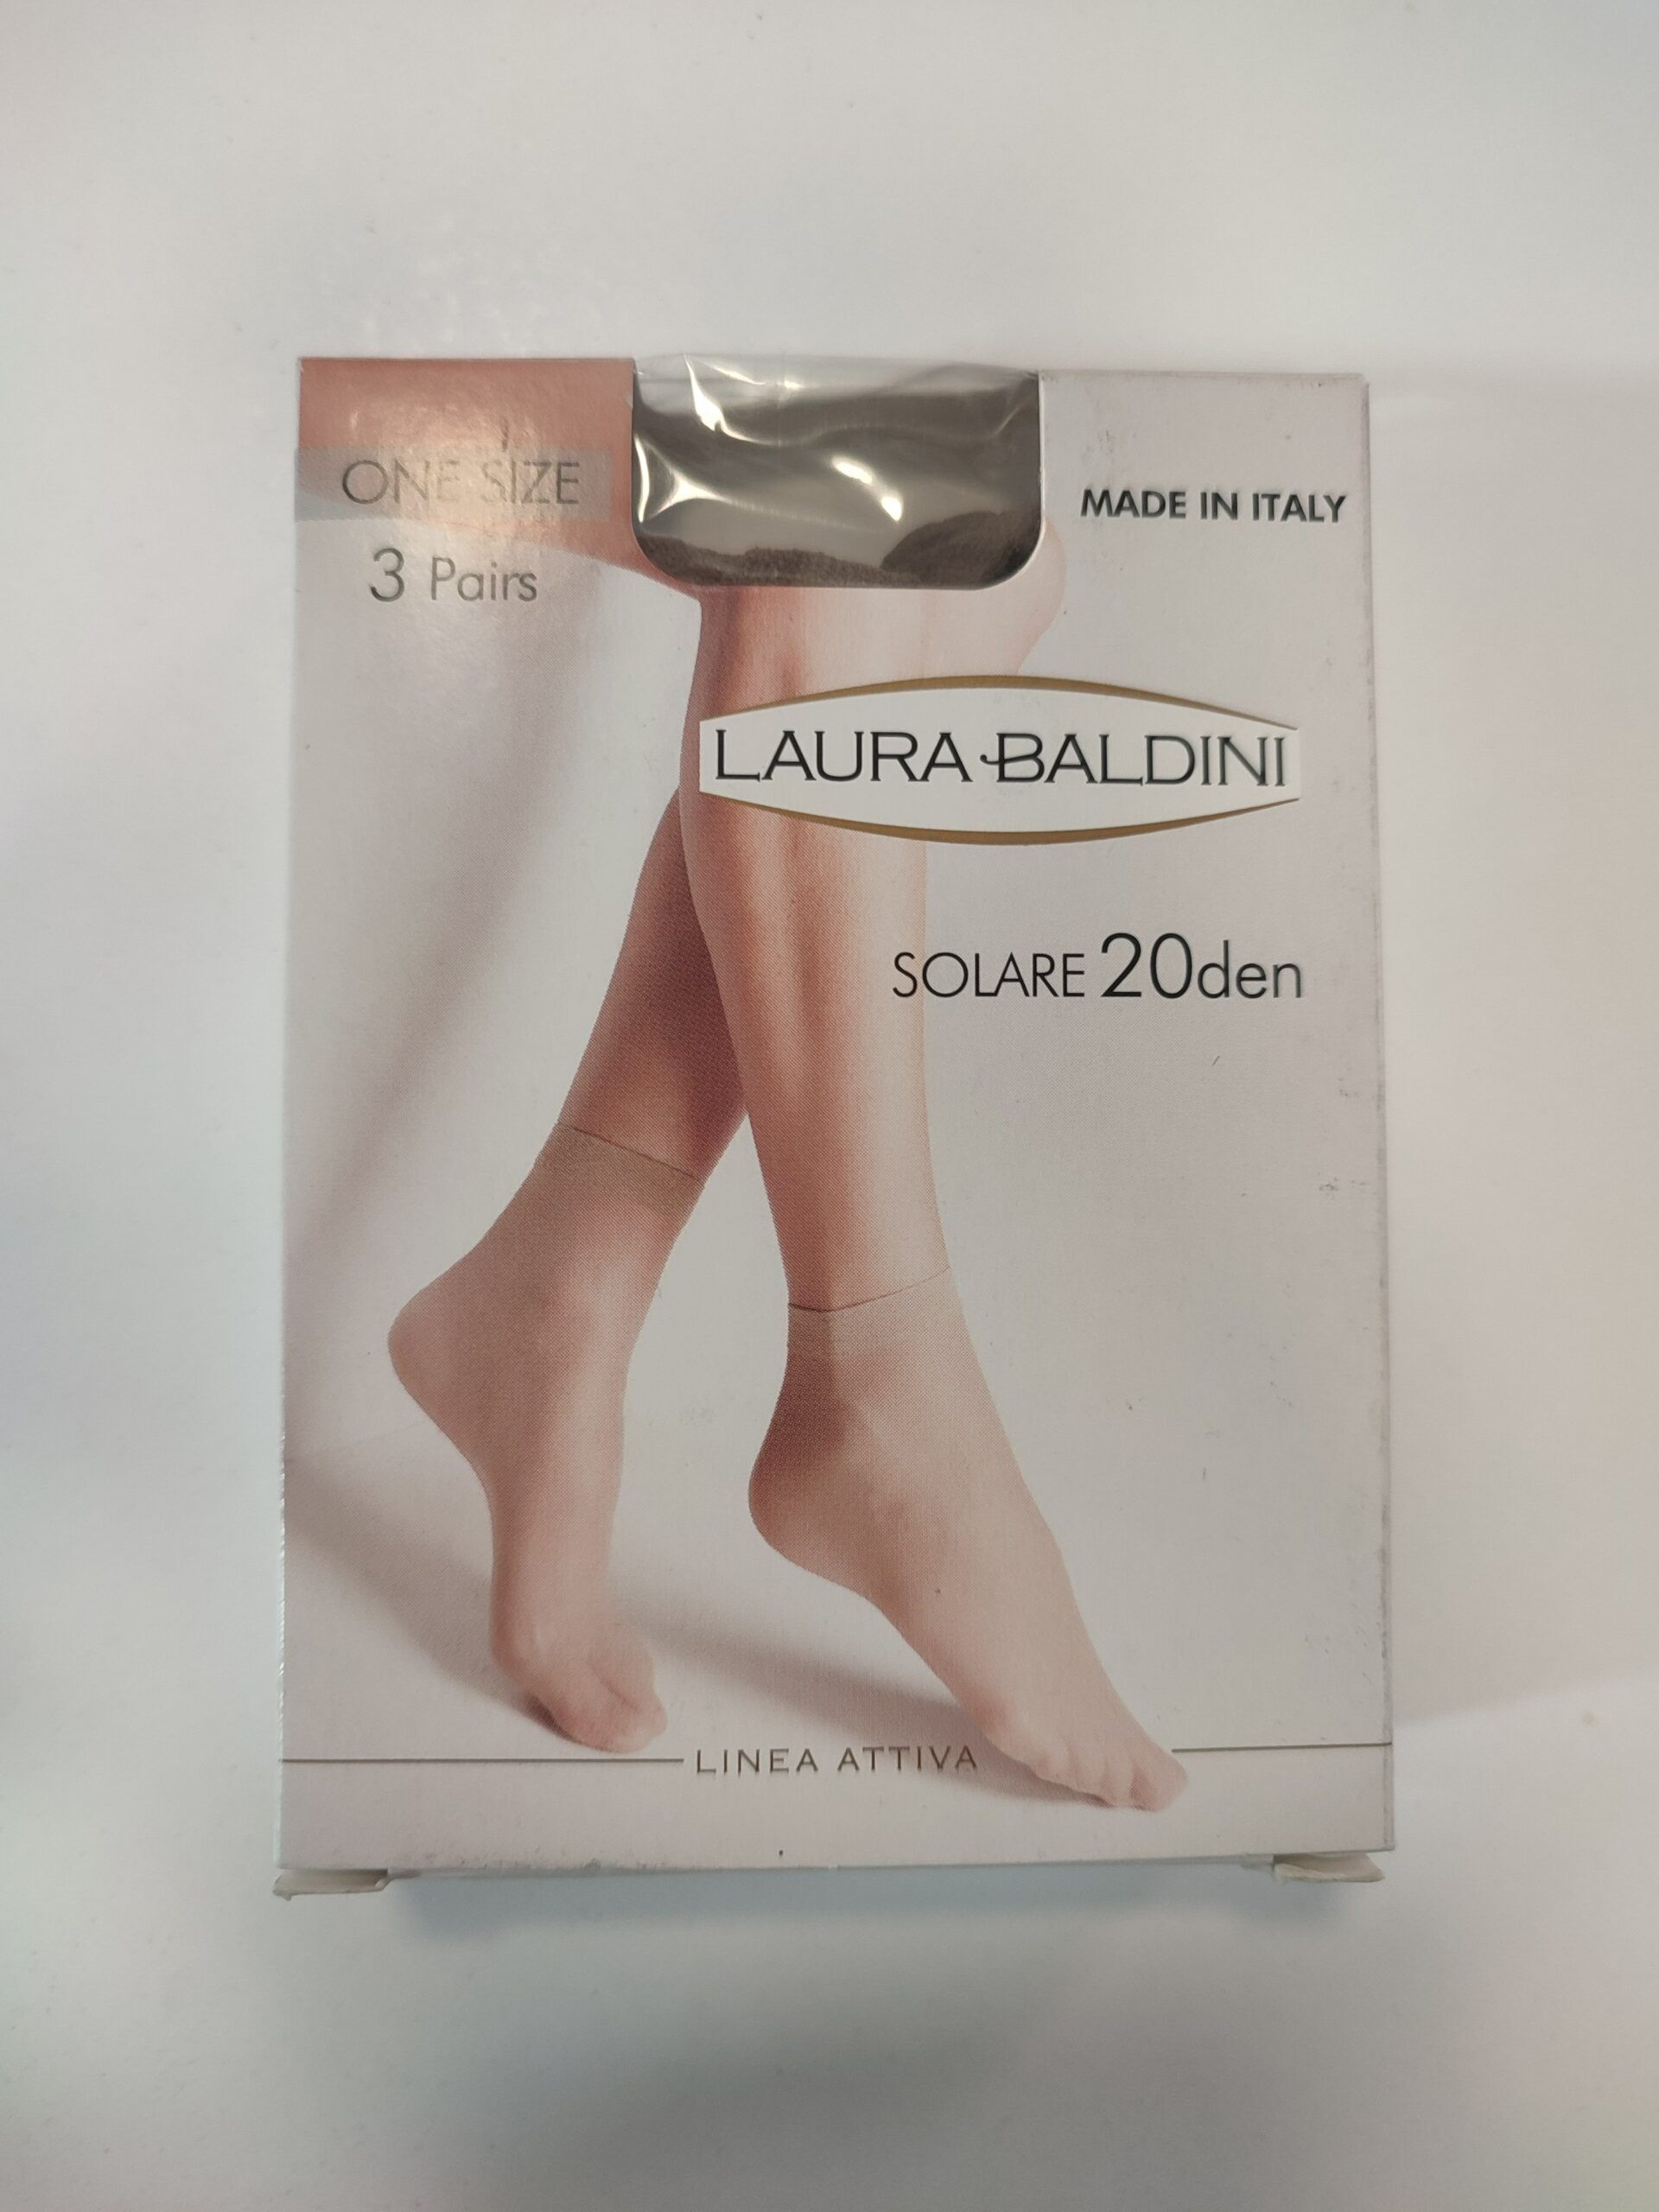 ONE SIZE
3 Pairs
MADE IN ITALY
LAURA BALDINI
SOLARE 20den
LINEA ATTIVA